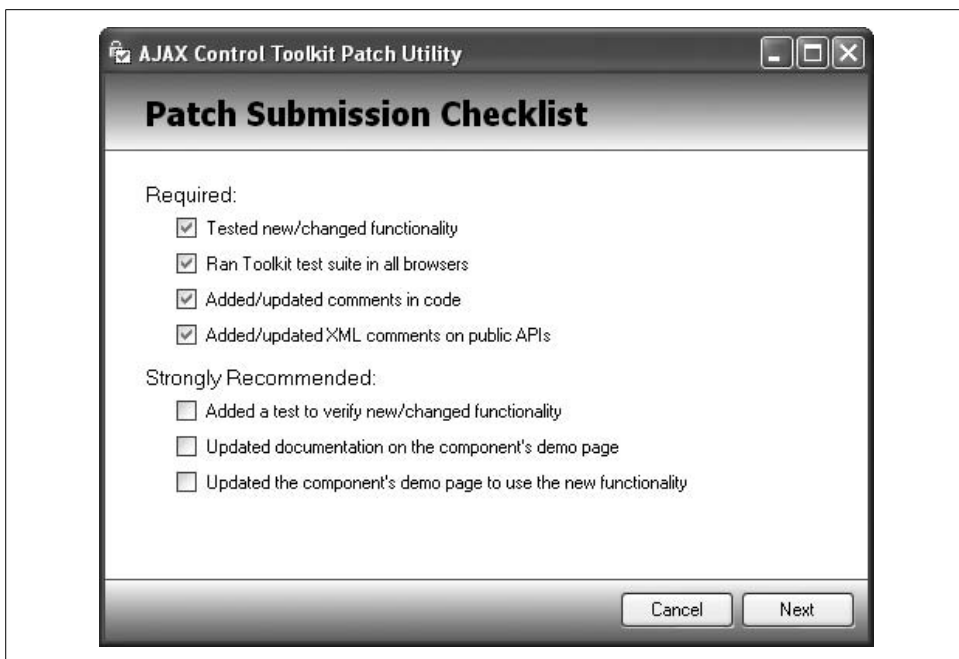 AJAX Control Toolkit Patch Utility
Patch Submission Checklist
Required:
Tested new/changed functionality
Ran Toolkit test suite in all browsers
Added/updated comments in code
Added/updated XML comments on public APIs
Strongly Recommended:
Added a test to verify new/changed functionality
Updated documentation on the component's demo page
Updated the component's demo page to use the new functionality
Cancel
Next